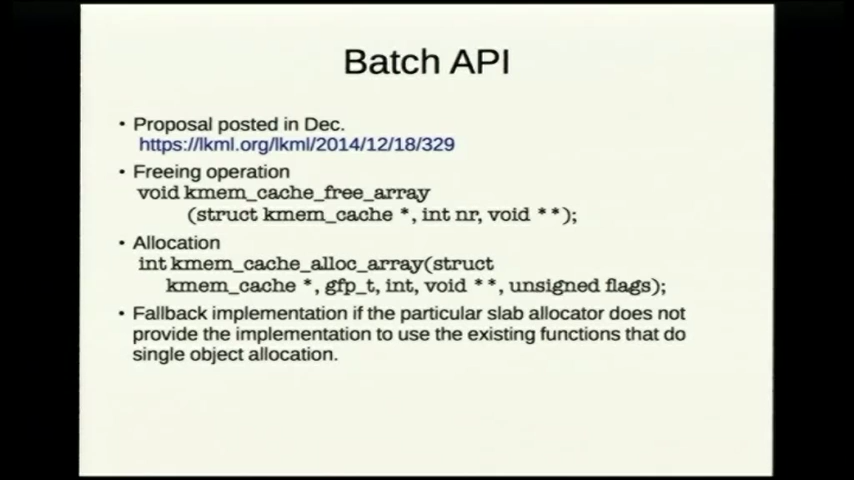 Batch API
• Proposal posted in Dec.
https://lkml.org/lkml/2014/12/18/329
• Freeing operation
void kmem_cache_free_array
(struct kmem_cache *, int nr, void **);
• Allocation
int kmem_cache_alloc_array(struct
kmem_cache *, gfp_t, int, void **, unsigned flags);
• Fallback implementation if the particular slab allocator does not
provide the implementation to use the existing functions that do
single object allocation.